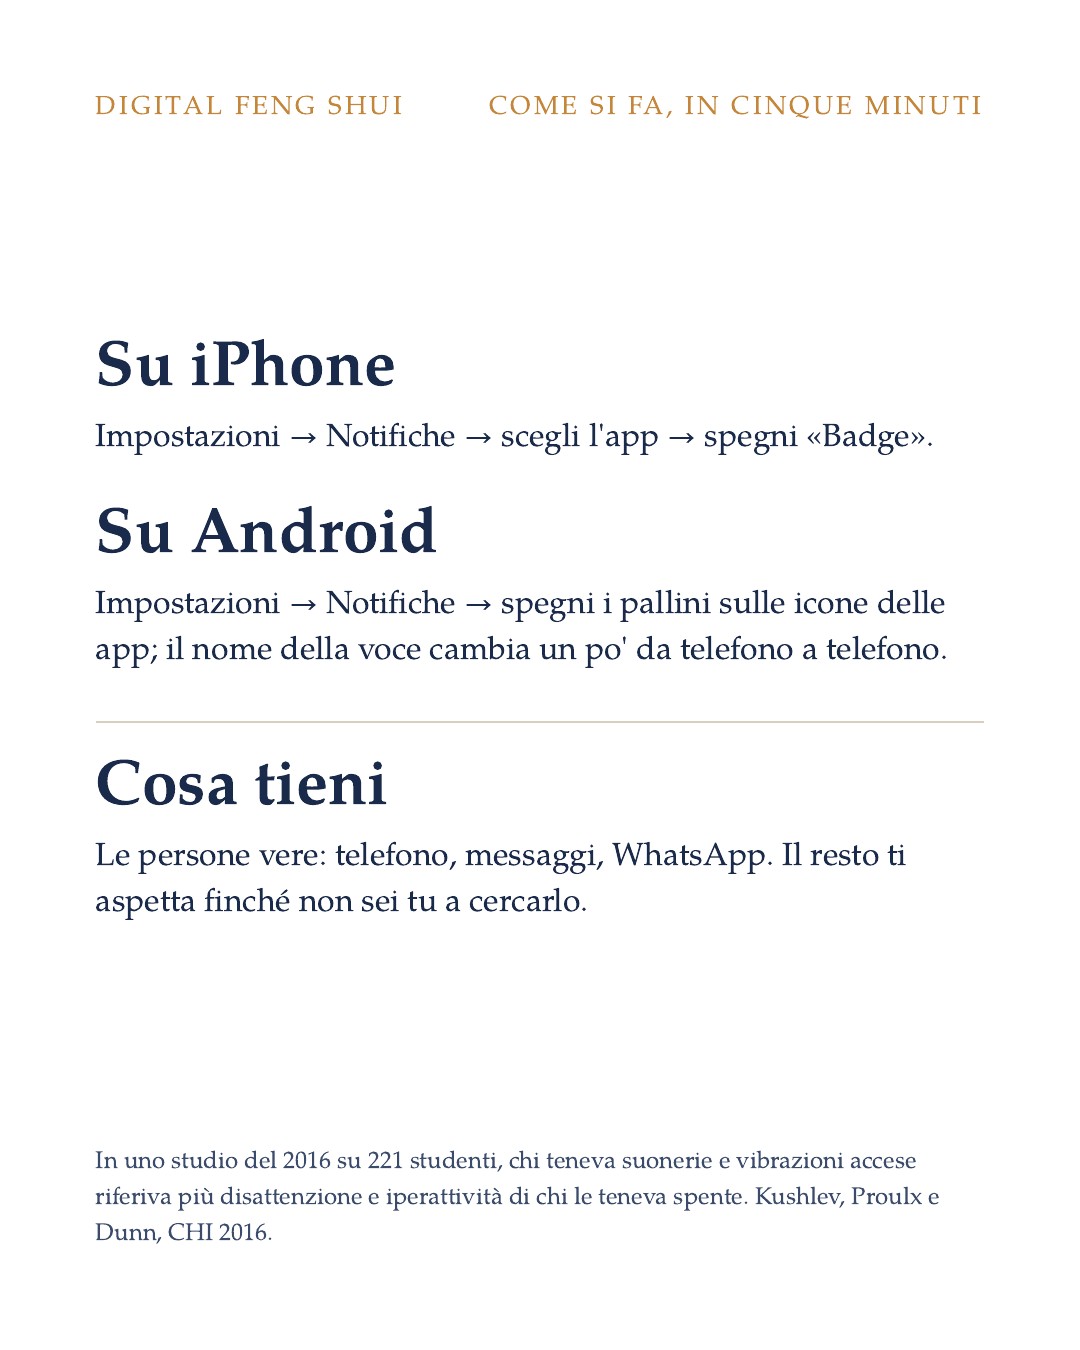 DIGITAL FENG SHUI
COME SI FA, IN CINQUE MINUTI
Su iPhone
Impostazioni → Notifiche → scegli l'app → spegni «Badge».
Su Android
Impostazioni → Notifiche → spegni i pallini sulle icone delle
app; il nome della voce cambia un po' da telefono a telefono.
Cosa tieni
Le persone vere: telefono, messaggi, WhatsApp. Il resto ti
aspetta finché non sei tu a cercarlo.
In uno studio del 2016 su 221 studenti, chi teneva suonerie e vibrazioni accese
riferiva più disattenzione e iperattività di chi le teneva spente. Kushlev, Proulx e
Dunn, CHI 2016.